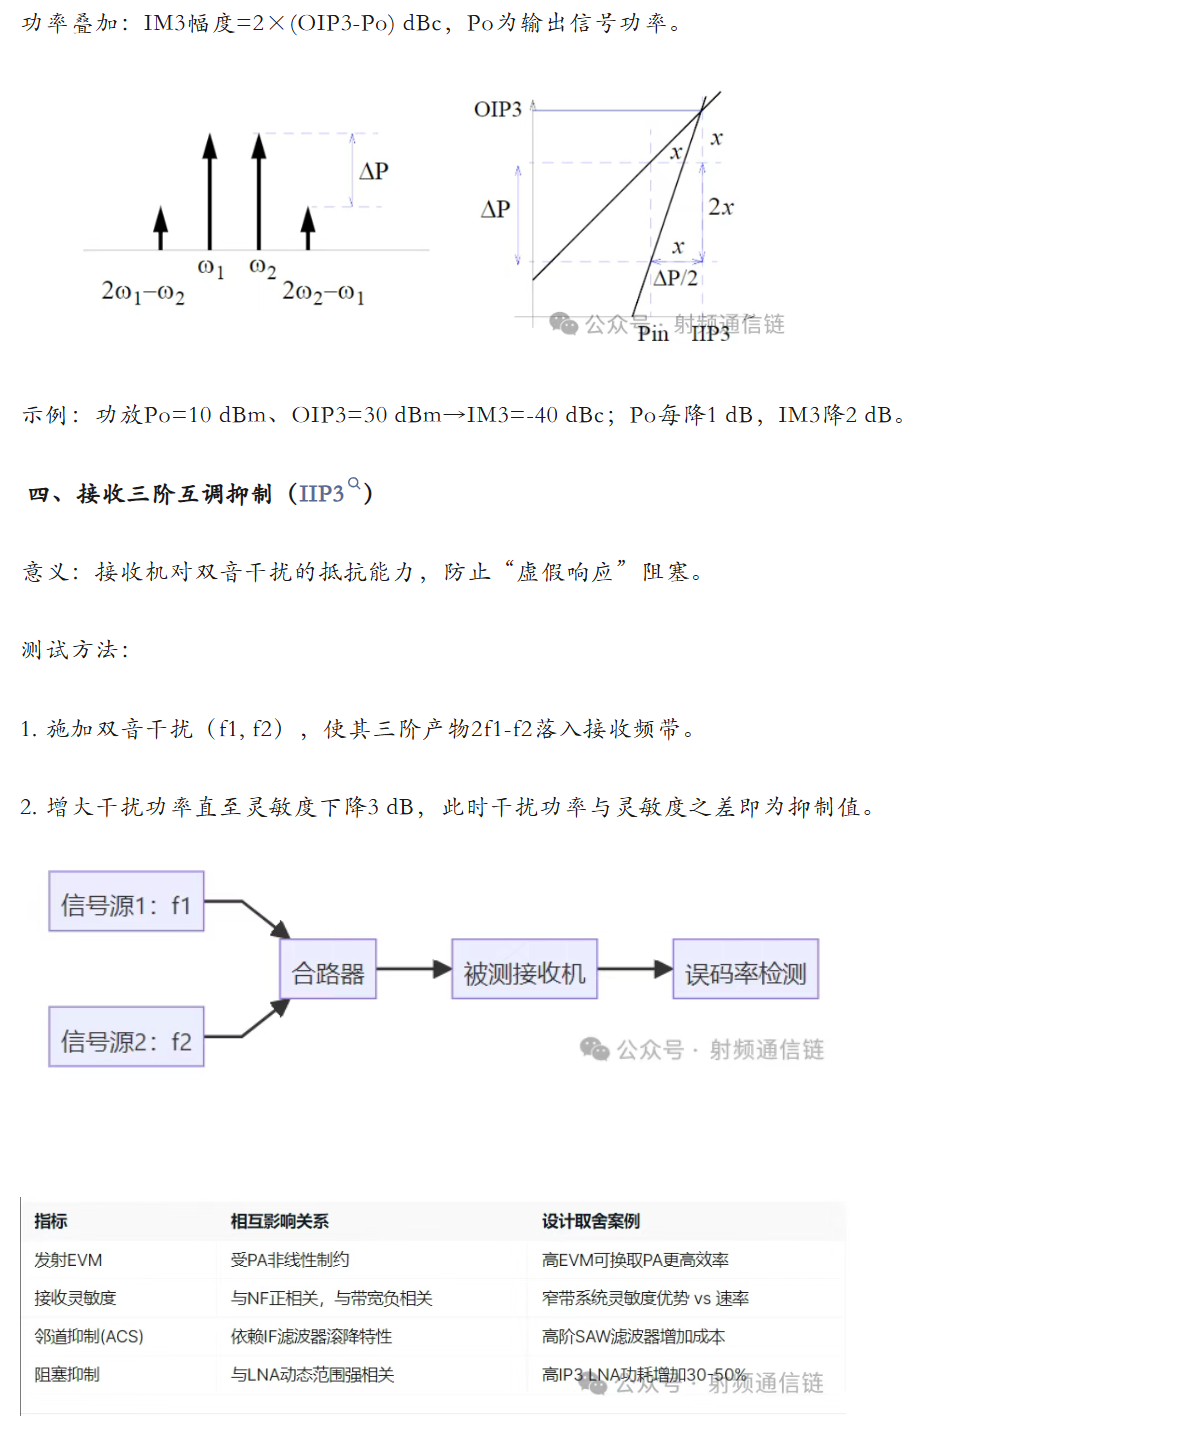 功率叠加：IM3幅度=2×(OIP3-Po) dBc，Po为输出信号功率。
ΔP
ω1
ω2
2ω1−ω2
2ω2−ω1
OIP3
x
x
ΔP
2x
x
ΔP/2
Pin
IIP3
公众号 · 射频通信链
示例：功放Po=10 dBm、OIP3=30 dBm→IM3=-40 dBc；Po每降1 dB，IM3降2 dB。
四、接收三阶互调抑制（IIP3）
意义：接收机对双音干扰的抵抗能力，防止“虚假响应”阻塞。
测试方法：
1. 施加双音干扰（f1, f2），使其三阶产物2f1-f2落入接收频带。
2. 增大干扰功率直至灵敏度下降3 dB，此时干扰功率与灵敏度之差即为抑制值。
信号源1：f1
合路器
被测接收机
误码率检测
信号源2：f2
公众号 · 射频通信链
指标 相互影响关系 设计取舍案例
发射EVM 受PA非线性制约 高EVM可换取PA更高效率
接收灵敏度 与NF正相关，与带宽负相关 窄带系统灵敏度优势 vs 速率
邻道抑制(ACS) 依赖IF滤波器滚降特性 高阶SAW滤波器增加成本
阻塞抑制 与LNA动态范围强相关 高IP3 LNA功耗增加30-50%
公众号 · 射频通信链